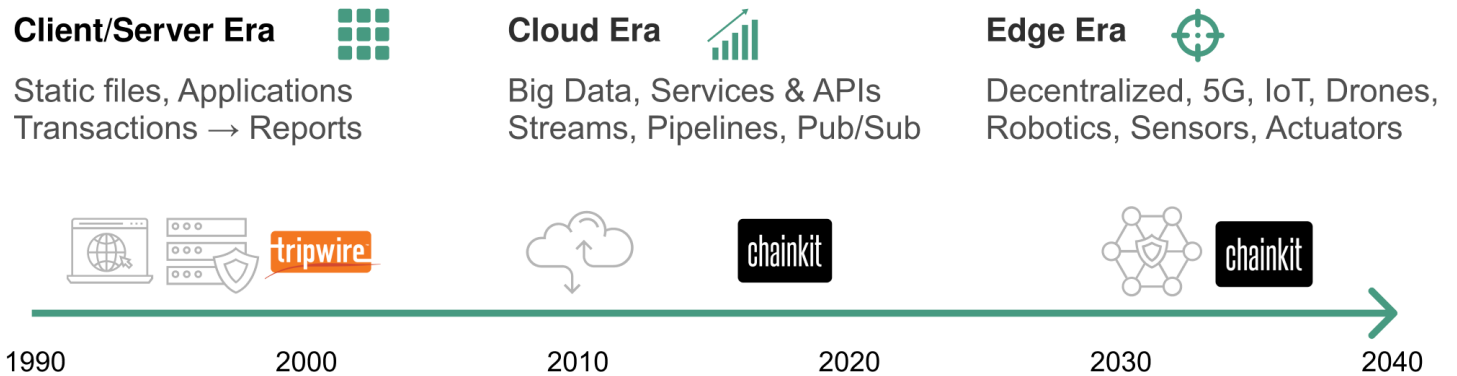 Client/Server Era
Static files, Applications
Transactions → Reports
Cloud Era
Big Data, Services & APIs
Streams, Pipelines, Pub/Sub
Edge Era
Decentralized, 5G, IoT, Drones,
Robotics, Sensors, Actuators
tripwire
chainkit
chainkit
1990 2000 2010 2020 2030 2040